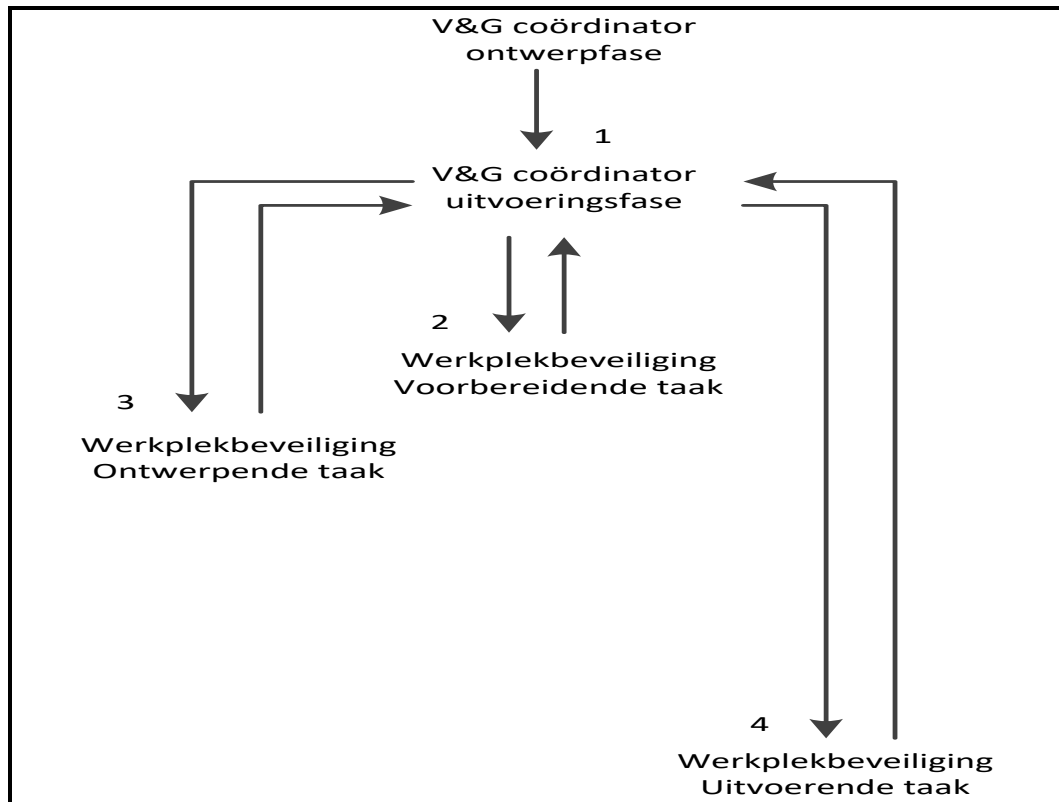 V&G coördinator
ontwerpfase
1
V&G coördinator
uitvoeringsfase
2
Werkplekbeveiliging
Voorbereidende taak
3
Werkplekbeveiliging
Ontwerpende taak
4
Werkplekbeveiliging
Uitvoerende taak